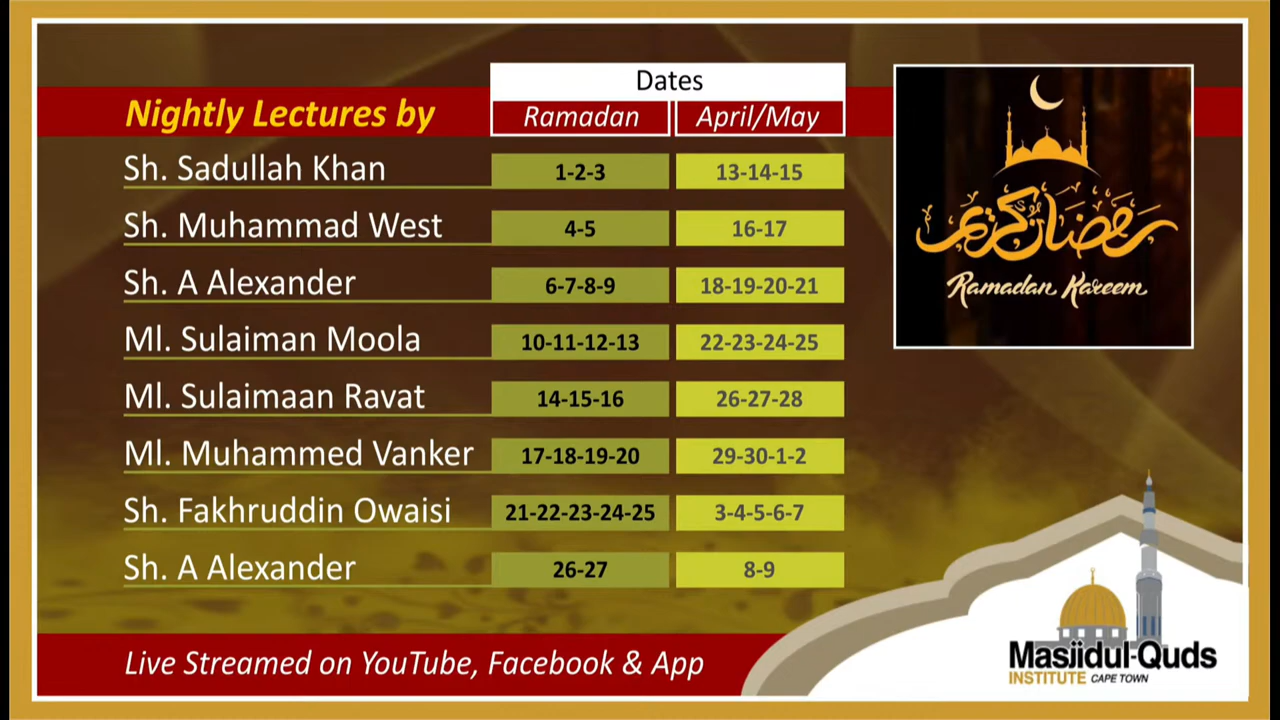 Dates
Nightly Lectures by Ramadan April/May
Sh. Sadullah Khan 1-2-3 13-14-15
Sh. Muhammad West 4-5 16-17
Sh. A Alexander 6-7-8-9 18-19-20-21
Ml. Sulaiman Moola 10-11-12-13 22-23-24-25
Ml. Sulaimaan Ravat 14-15-16 26-27-28
Ml. Muhammed Vanker 17-18-19-20 29-30-1-2
Sh. Fakhruddin Owaisi 21-22-23-24-25 3-4-5-6-7
Sh. A Alexander 26-27 8-9
Live Streamed on YouTube, Facebook & App
رمضان كريم
Ramadan Kareem
Masjidul-Quds
INSTITUTE CAPE TOWN